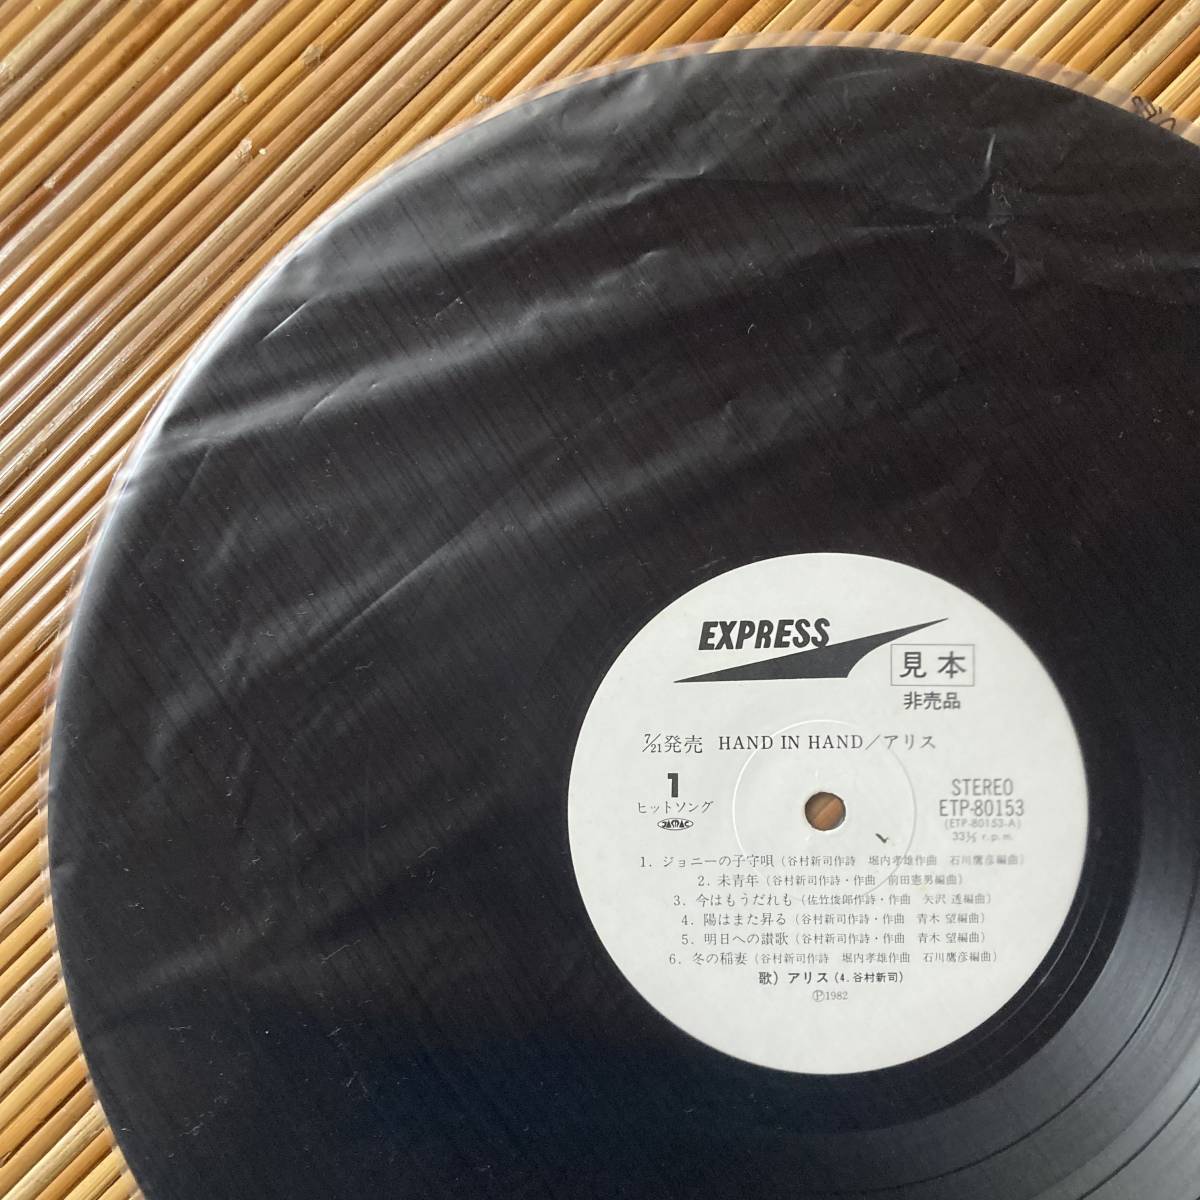 EXPRESS
見本
非売品
7/21発売 HAND IN HAND/アリス
1
ヒットソング
JASRAC
STEREO
ETP-80153
(ETP-80153-A)
33⅓ r.p.m.
1. ジョニーの子守唄(谷村新司作詩 堀内孝雄作曲 石川鷹彦編曲)
2. 未青年(谷村新司作詩・作曲 前田憲男編曲)
3. 今はもうだれも(佐竹俊郎作詩・作曲 矢沢 透編曲)
4. 陽はまた昇る(谷村新司作詩・作曲 青木 望編曲)
5. 明日への讃歌(谷村新司作詩・作曲 青木 望編曲)
6. 冬の稲妻(谷村新司作詩 堀内孝雄作曲 石川鷹彦編曲)
歌)アリス(4.谷村新司)
Ⓟ1982